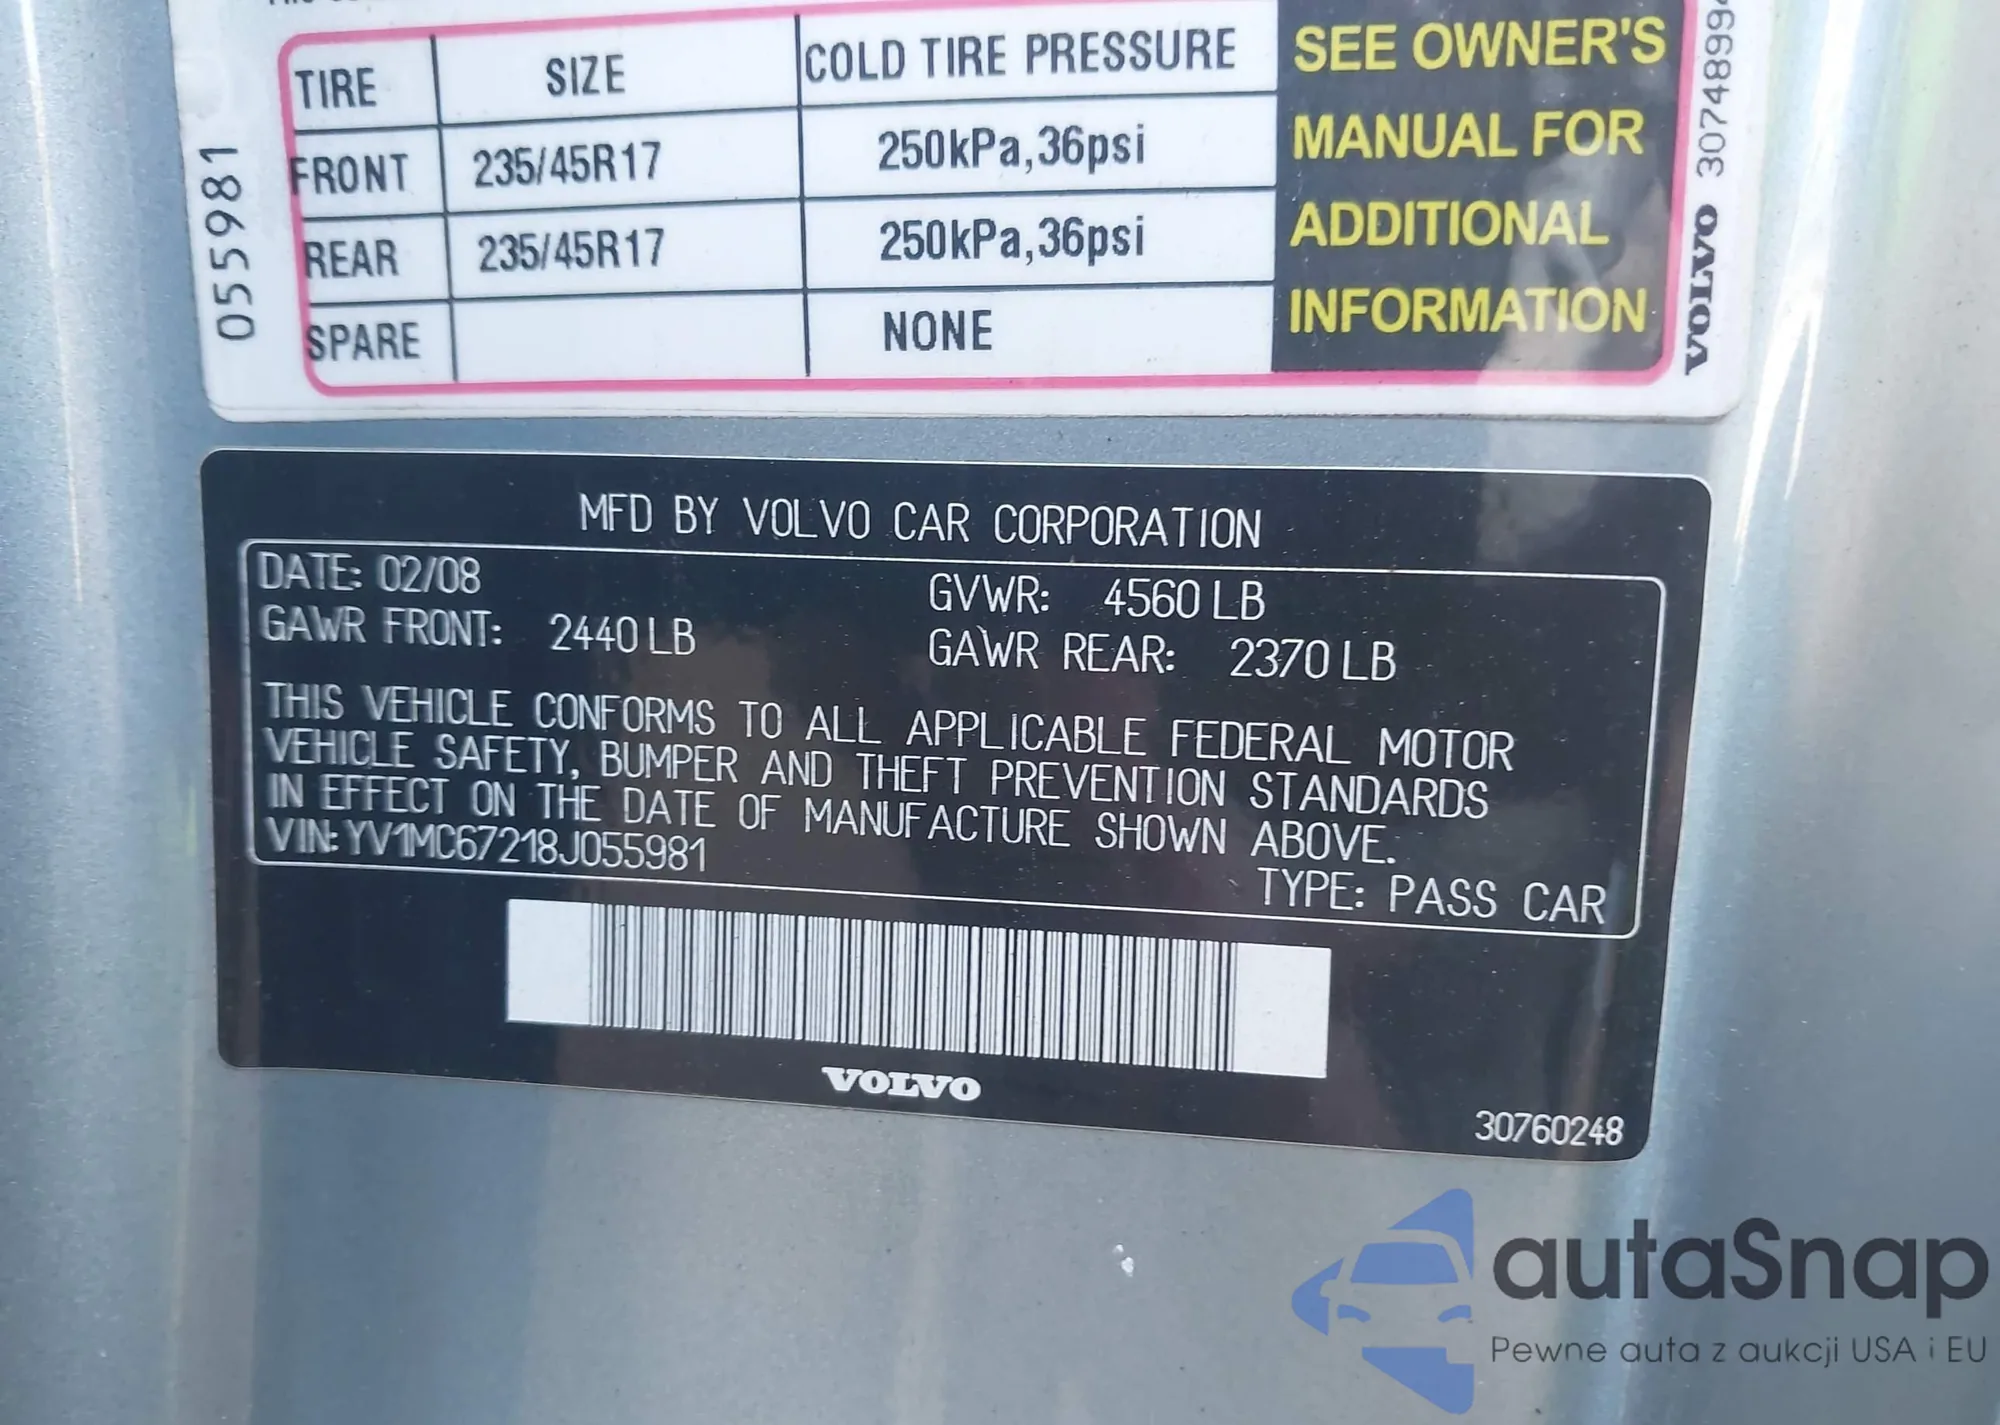 TIRE SIZE COLD TIRE PRESSURE
FRONT 235/45R17 250kPa,36psi
REAR 235/45R17 250kPa,36psi
SPARE NONE
SEE OWNER'S
MANUAL FOR
ADDITIONAL
INFORMATION
055981
VOLVO 30748994
MFD BY VOLVO CAR CORPORATION
DATE: 02/08 GVWR: 4560 LB
GAWR FRONT: 2440 LB GAWR REAR: 2370 LB
THIS VEHICLE CONFORMS TO ALL APPLICABLE FEDERAL MOTOR
VEHICLE SAFETY, BUMPER AND THEFT PREVENTION STANDARDS
IN EFFECT ON THE DATE OF MANUFACTURE SHOWN ABOVE.
VIN: YV1MC67218J055981
TYPE: PASS CAR
VOLVO
30760248
autaSnap
Pewne auta z aukcji USA i EU